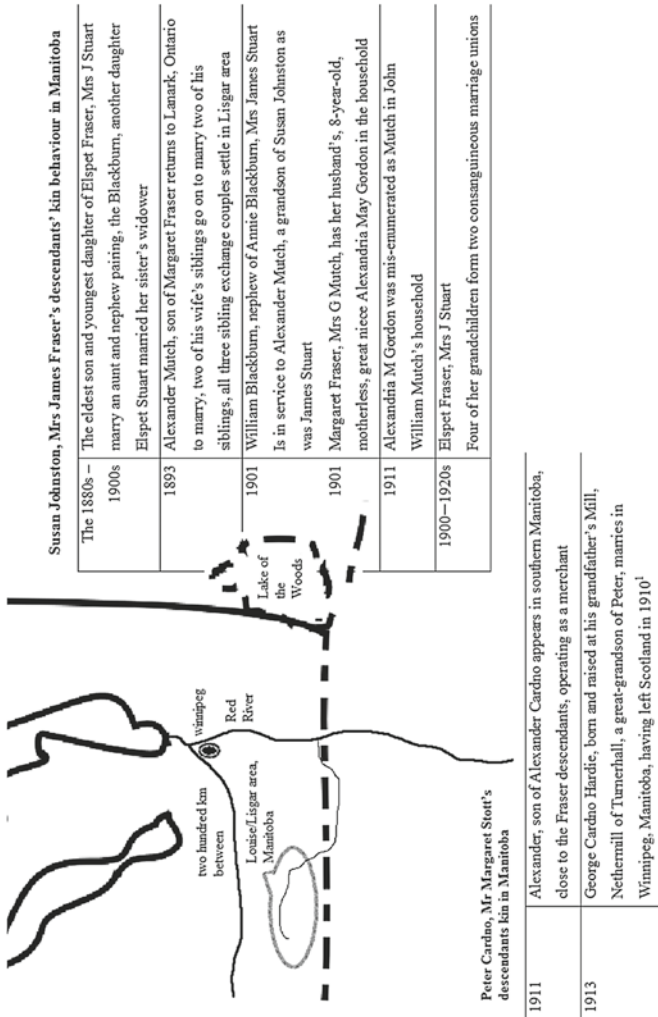 Susan Johnston, Mrs James Fraser's descendants' kin behaviour in Manitoba
The 1880s –
1900s
The eldest son and youngest daughter of Elspet Fraser, Mrs J Stuart
marry an aunt and nephew pairing, the Blackburn, another daughter
Elspet Stuart married her sister's widower
1893
Alexander Mutch, son of Margaret Fraser returns to Lanark, Ontario
to marry, two of his wife's siblings go on to marry two of his
siblings, all three sibling exchange couples settle in Lisgar area
1901
William Blackburn, nephew of Annie Blackburn, Mrs James Stuart
Is in service to Alexander Mutch, a grandson of Susan Johnston as
was James Stuart
1901
Margaret Fraser, Mrs G Mutch, has her husband's, 8-year-old,
motherless, great niece Alexandria May Gordon in the household
1911
Alexandria M Gordon was mis-enumerated as Mutch in John
William Mutch's household
1900–1920s
Elspet Fraser, Mrs J Stuart
Four of her grandchildren form two consanguineous marriage unions
Lake of
the
Woods
winnipeg
Red
River
two hundred km
between
Louise/Lisgar area,
Manitoba
Peter Cardno, Mr Margaret Stott's
descendants kin in Manitoba
1911
Alexander, son of Alexander Cardno appears in southern Manitoba,
close to the Fraser descendants, operating as a merchant
1913
George Cardno Hardie, born and raised at his grandfather's Mill,
Nethermill of Turnerhall, a great-grandson of Peter, marries in
Winnipeg, Manitoba, having left Scotland in 1910¹